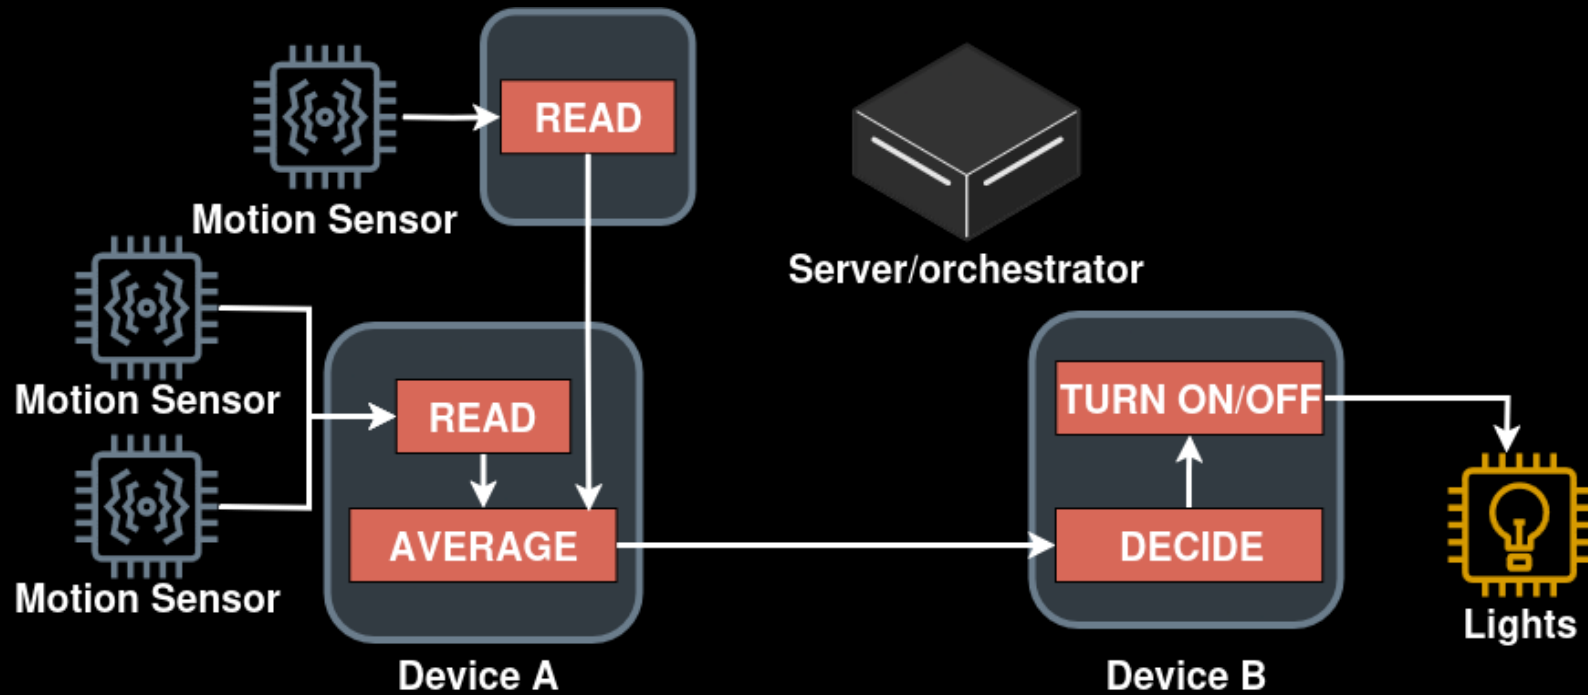 READ
Motion Sensor
Server/orchestrator
Motion Sensor
READ
TURN ON/OFF
AVERAGE
DECIDE
Motion Sensor
Lights
Device A
Device B